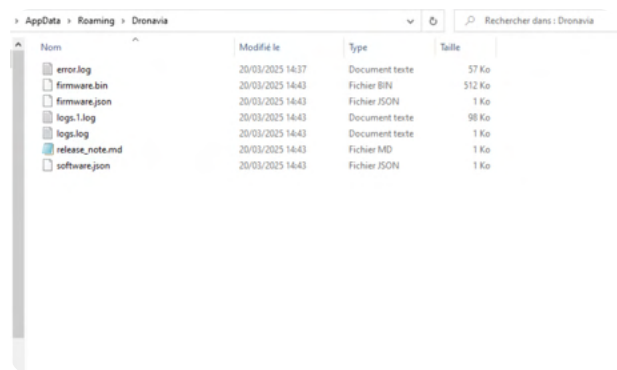 › AppData › Roaming › Dronavia Rechercher dans : Dronavia
Nom Modifié le Type Taille
error.log 20/03/2025 14:37 Document texte 57 Ko
firmware.bin 20/03/2025 14:43 Fichier BIN 512 Ko
firmware.json 20/03/2025 14:43 Fichier JSON 1 Ko
logs.1.log 20/03/2025 14:43 Document texte 98 Ko
logs.log 20/03/2025 14:43 Document texte 1 Ko
release_note.md 20/03/2025 14:43 Fichier MD 1 Ko
software.json 20/03/2025 14:43 Fichier JSON 1 Ko